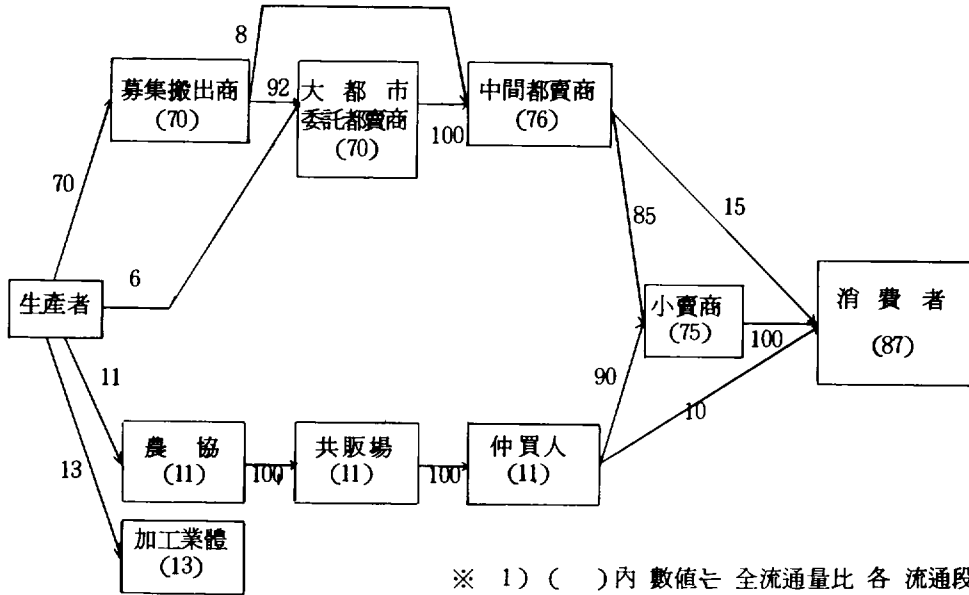 8
募集搬出商
(70)
92
大都市
委託都賣商
(70)
100
中間都賣商
(76)
70
6
85
15
生産者
小賣商
(75)
100
消費者
(87)
11
90
10
13
農協
(11)
100
共販場
(11)
100
仲買人
(11)
加工業體
(13)
※ 1) ( )內 數値는 全流通量比 各 流通段